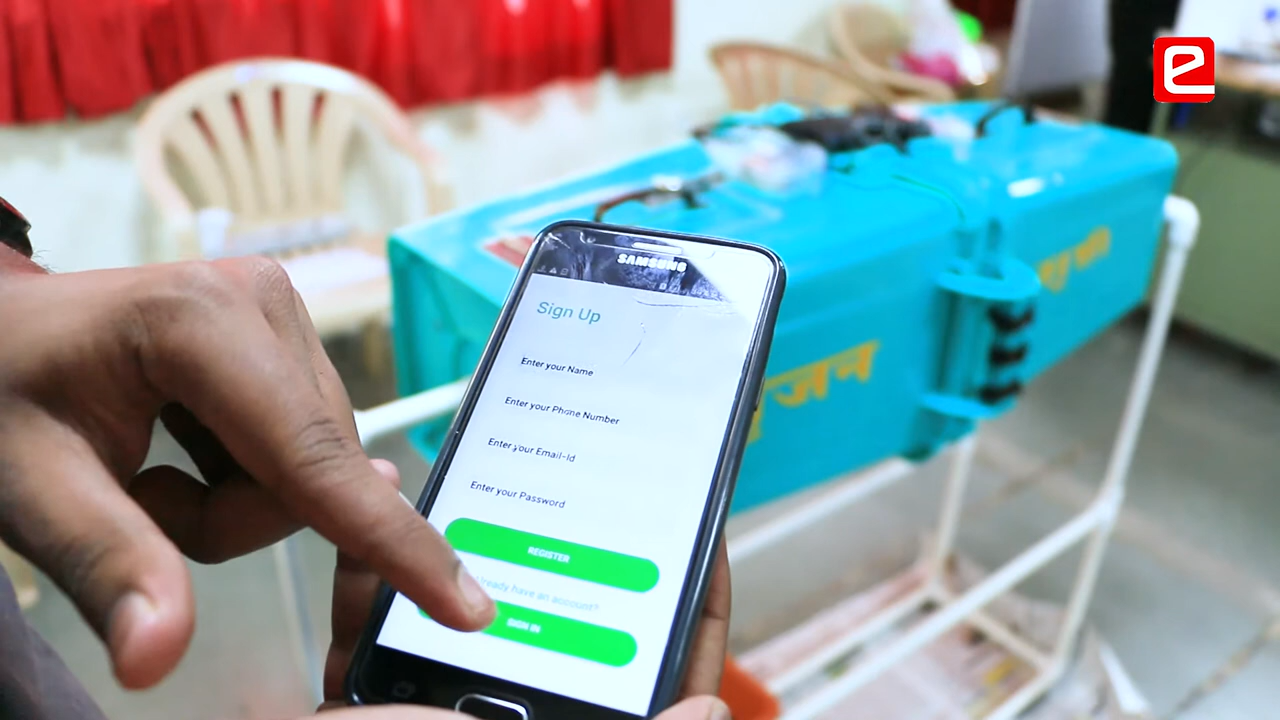 e
SAMSUNG
Sign Up
Enter your Name
Enter your Phone Number
Enter your Email-Id
Enter your Password
REGISTER
Already have an account?
SIGN IN